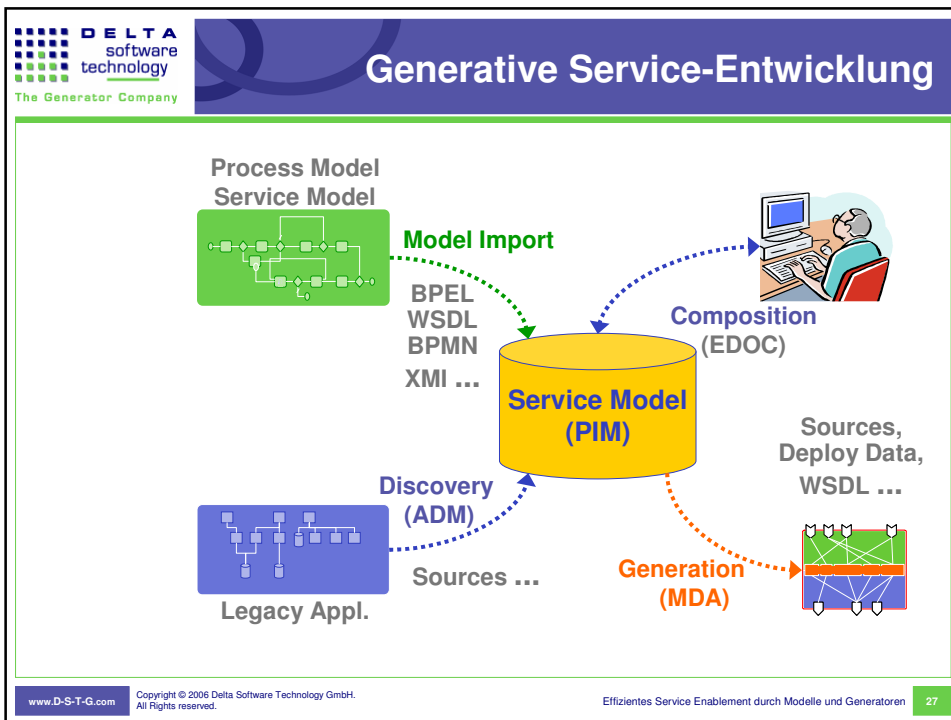 DELTA
software
technology
The Generator Company
Generative Service-Entwicklung
Process Model
Service Model
Model Import
BPEL
WSDL
BPMN
XMI ...
Composition
(EDOC)
Service Model
(PIM)
Sources,
Deploy Data,
WSDL ...
Discovery
(ADM)
Sources ...
Generation
(MDA)
Legacy Appl.
www.D-S-T-G.com
Copyright © 2006 Delta Software Technology GmbH.
All Rights reserved.
Effizientes Service Enablement durch Modelle und Generatoren
27